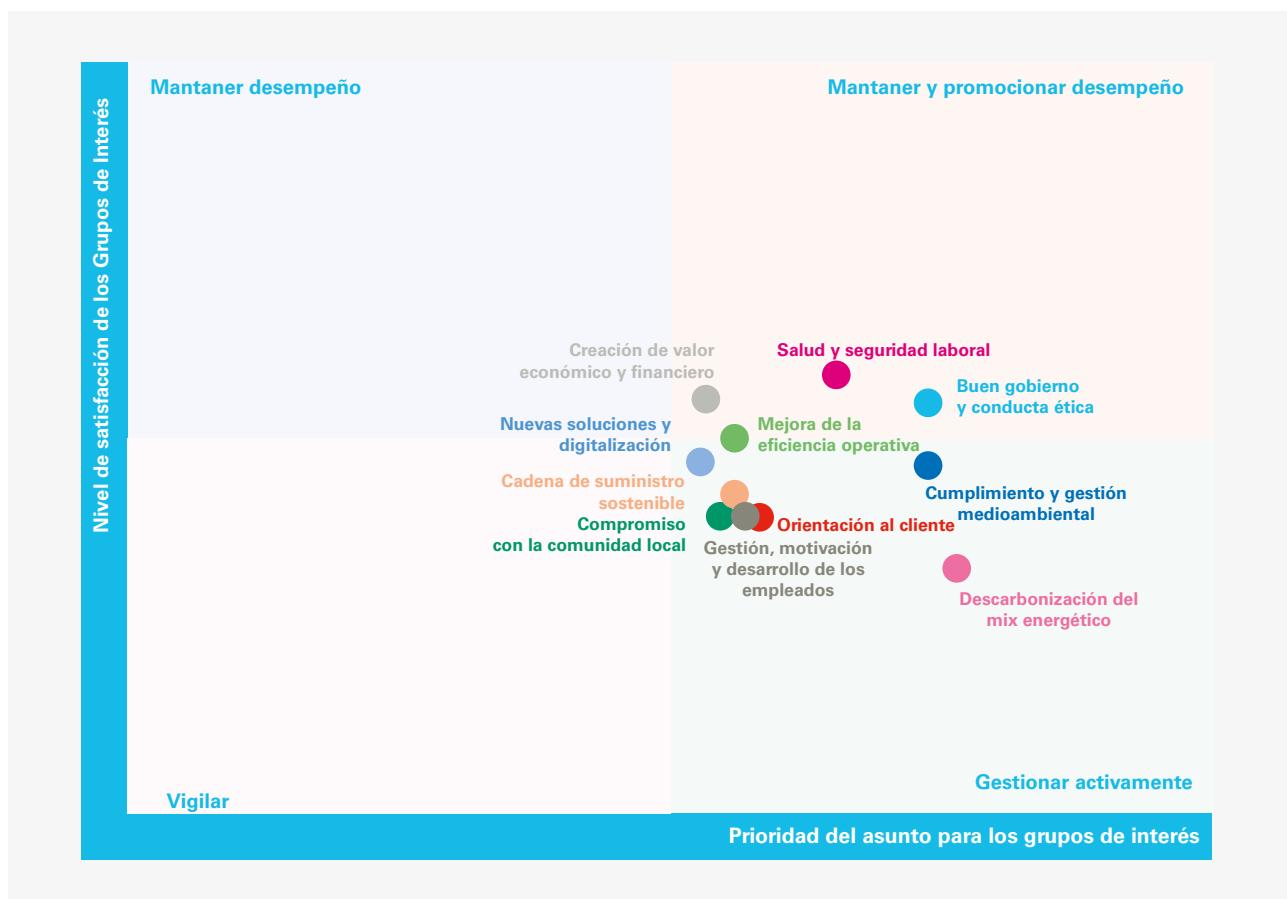 Mantaner desempeño
Mantaner y promocionar desempeño
Nivel de satisfacción de los Grupos de Interés
Creación de valor
económico y financiero
Salud y seguridad laboral
Buen gobierno
y conducta ética
Nuevas soluciones y
digitalización
Mejora de la
eficiencia operativa
Cadena de suministro
sostenible
Cumplimiento y gestión
medioambiental
Compromiso
con la comunidad local
Orientación al cliente
Gestión, motivación
y desarrollo de los
empleados
Descarbonización del
mix energético
Gestionar activamente
Vigilar
Prioridad del asunto para los grupos de interés